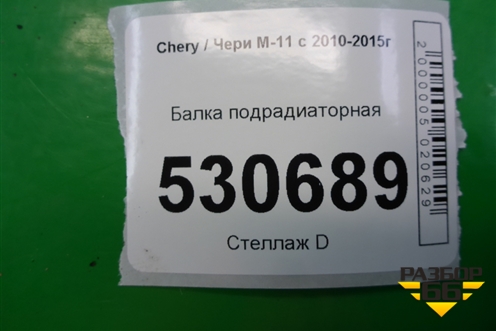 Chery / Чери М-11 с 2010-2015г
Балка подрадиаторная
530689
Стеллаж D
2000005020629
РАЗБОР
66